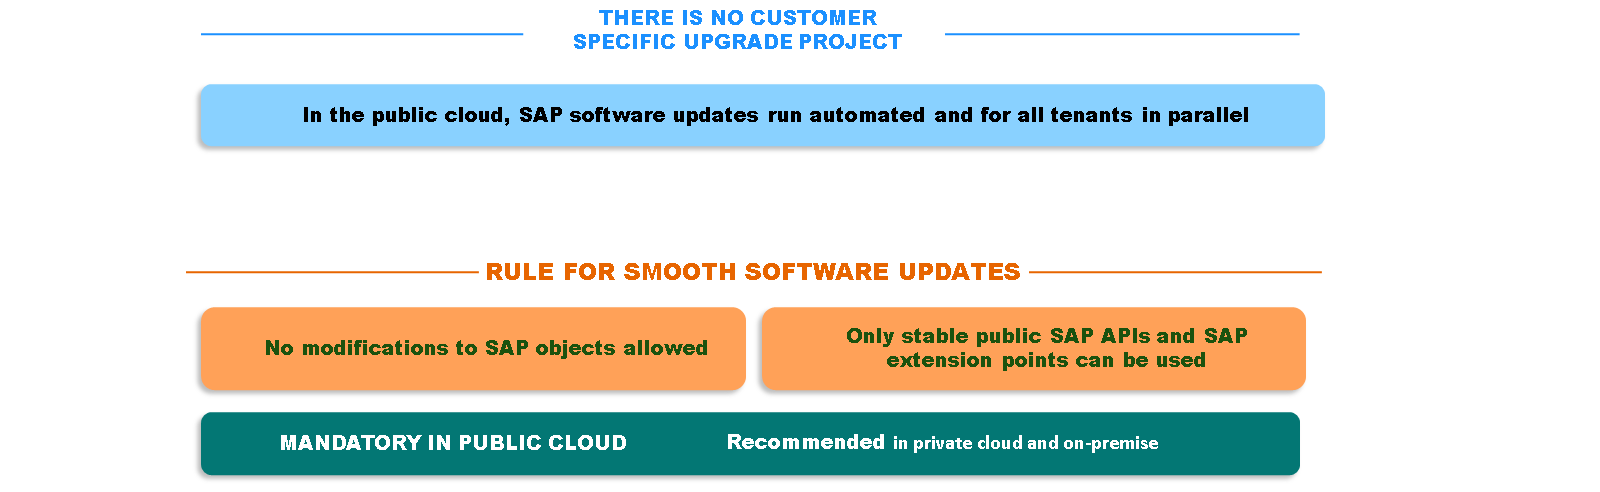 THERE IS NO CUSTOMER
SPECIFIC UPGRADE PROJECT
In the public cloud, SAP software updates run automated and for all tenants in parallel
RULE FOR SMOOTH SOFTWARE UPDATES
No modifications to SAP objects allowed
Only stable public SAP APIs and SAP
extension points can be used
MANDATORY IN PUBLIC CLOUD Recommended in private cloud and on-premise